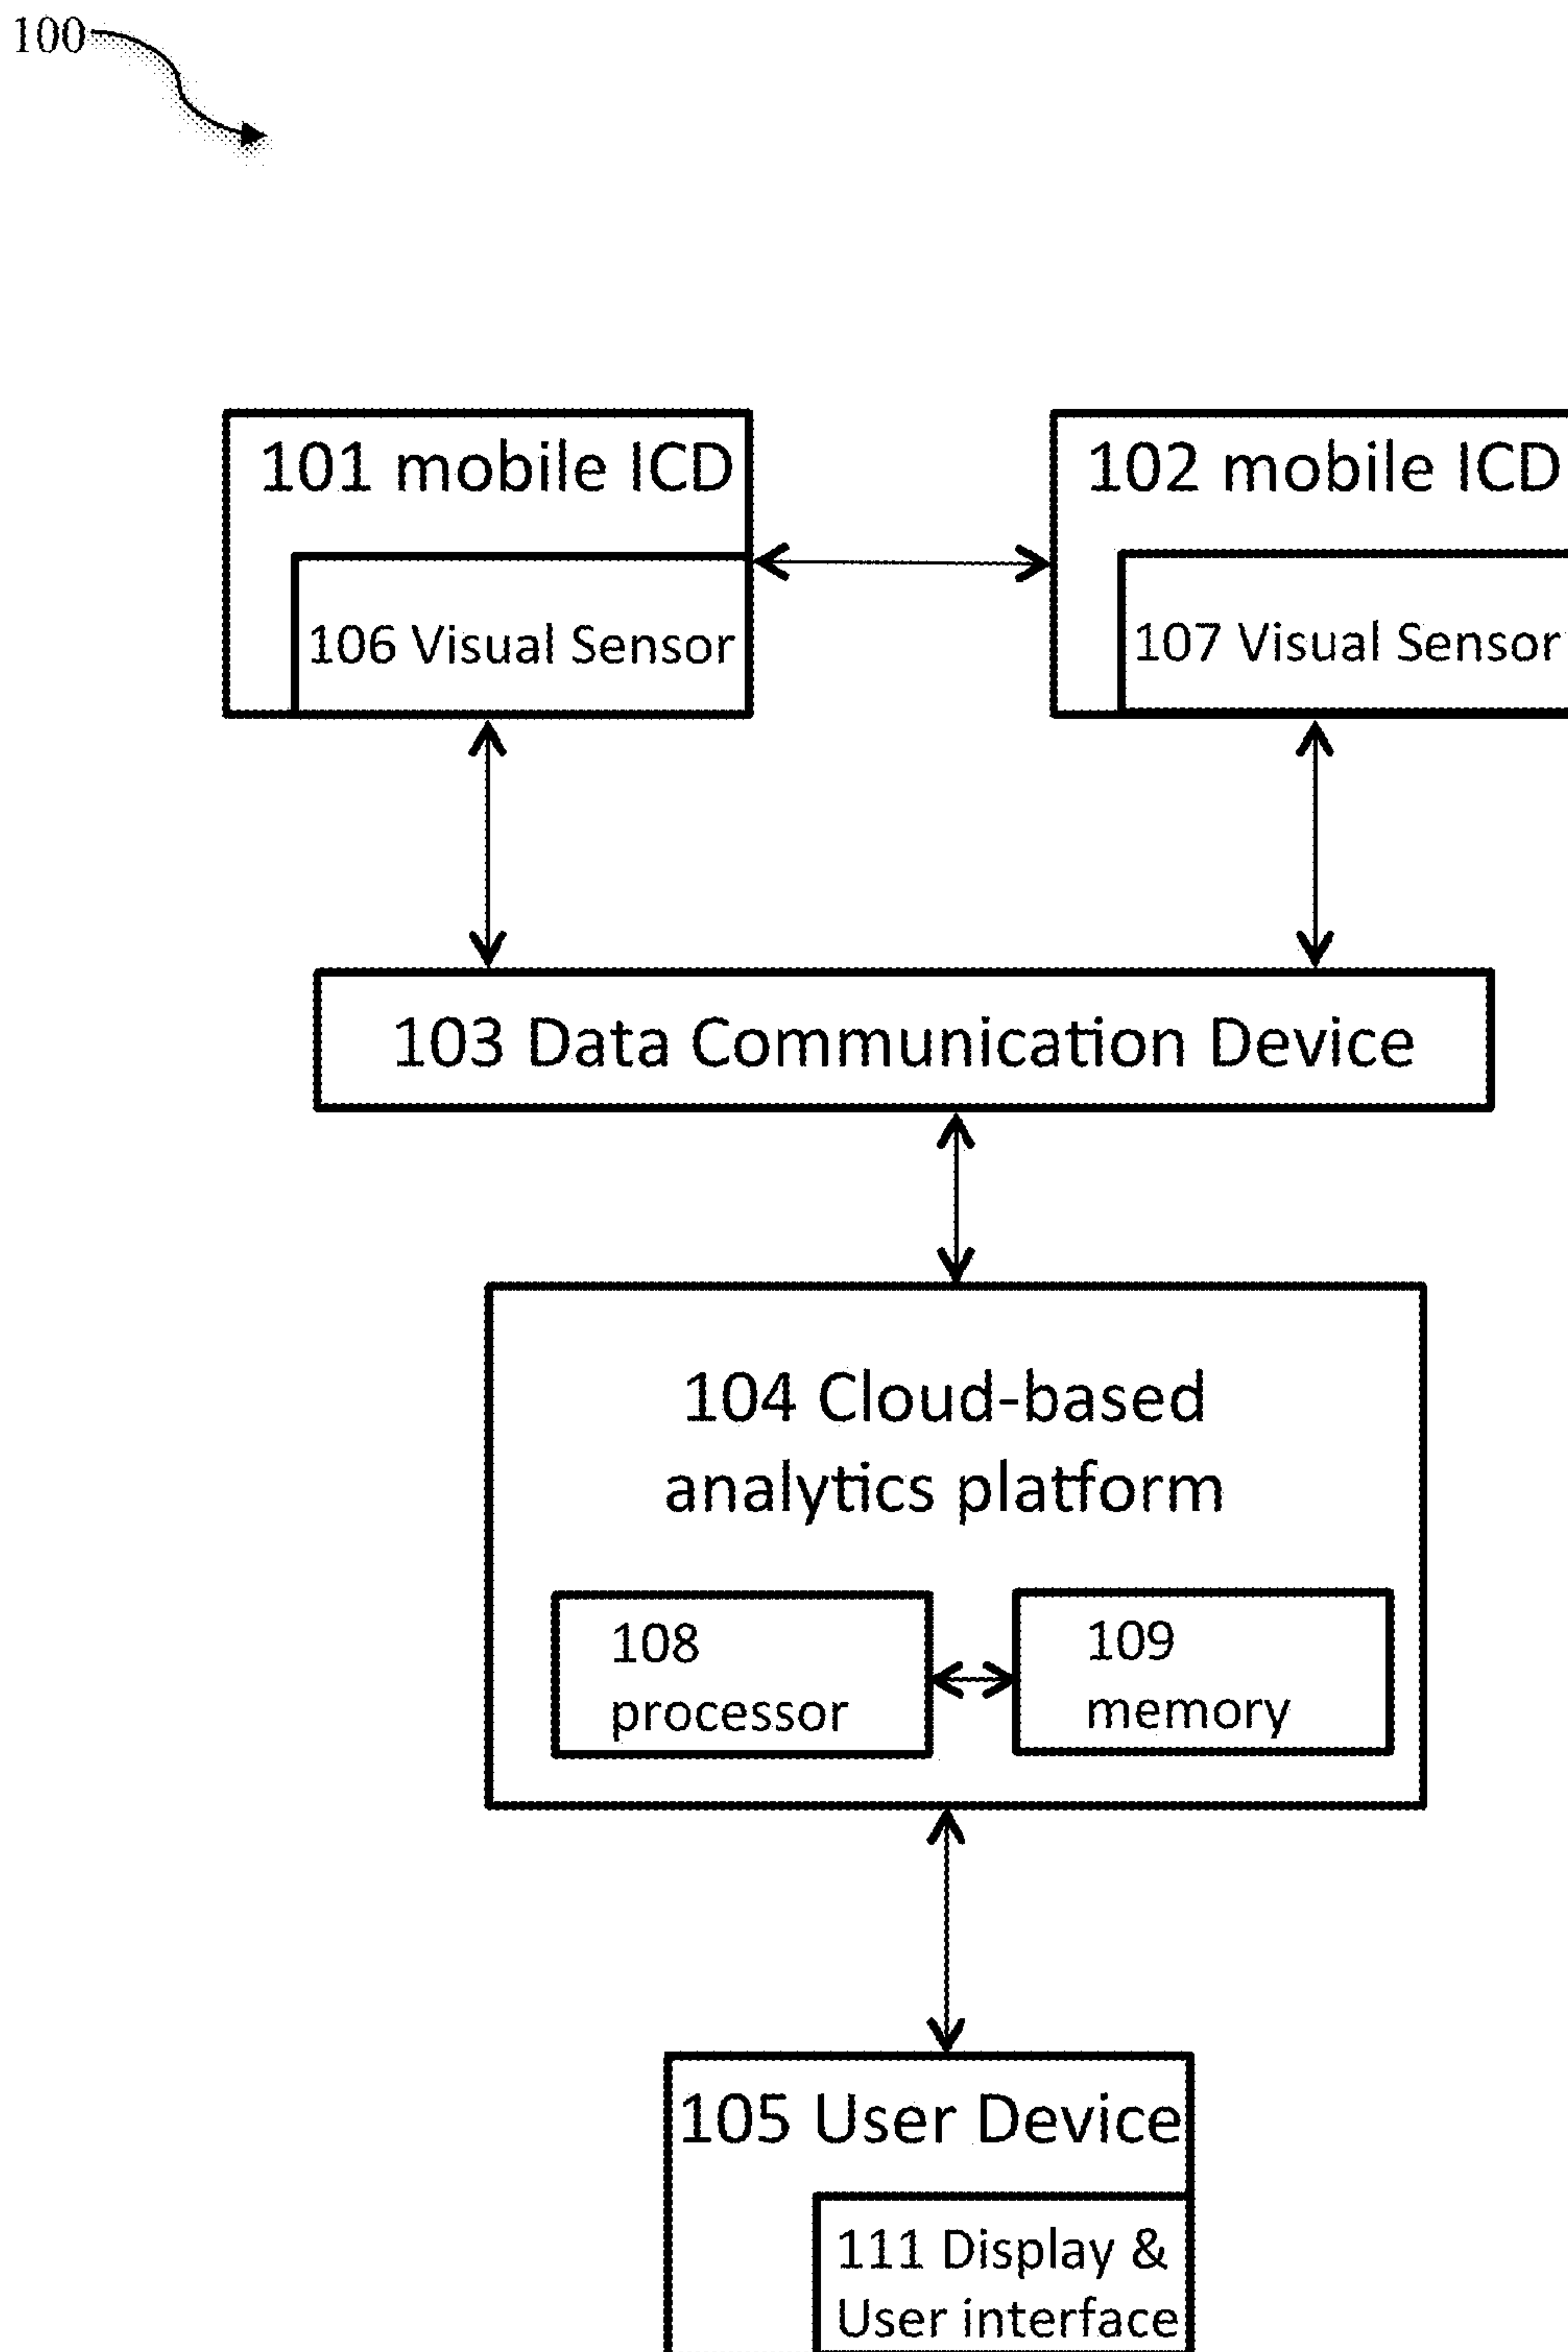 100
101 mobile ICD
102 mobile ICD
106 Visual Sensor
107 Visual Sensor
103 Data Communication Device
104 Cloud-based
analytics platform
108
processor
109
memory
105 User Device
111 Display &
User interface